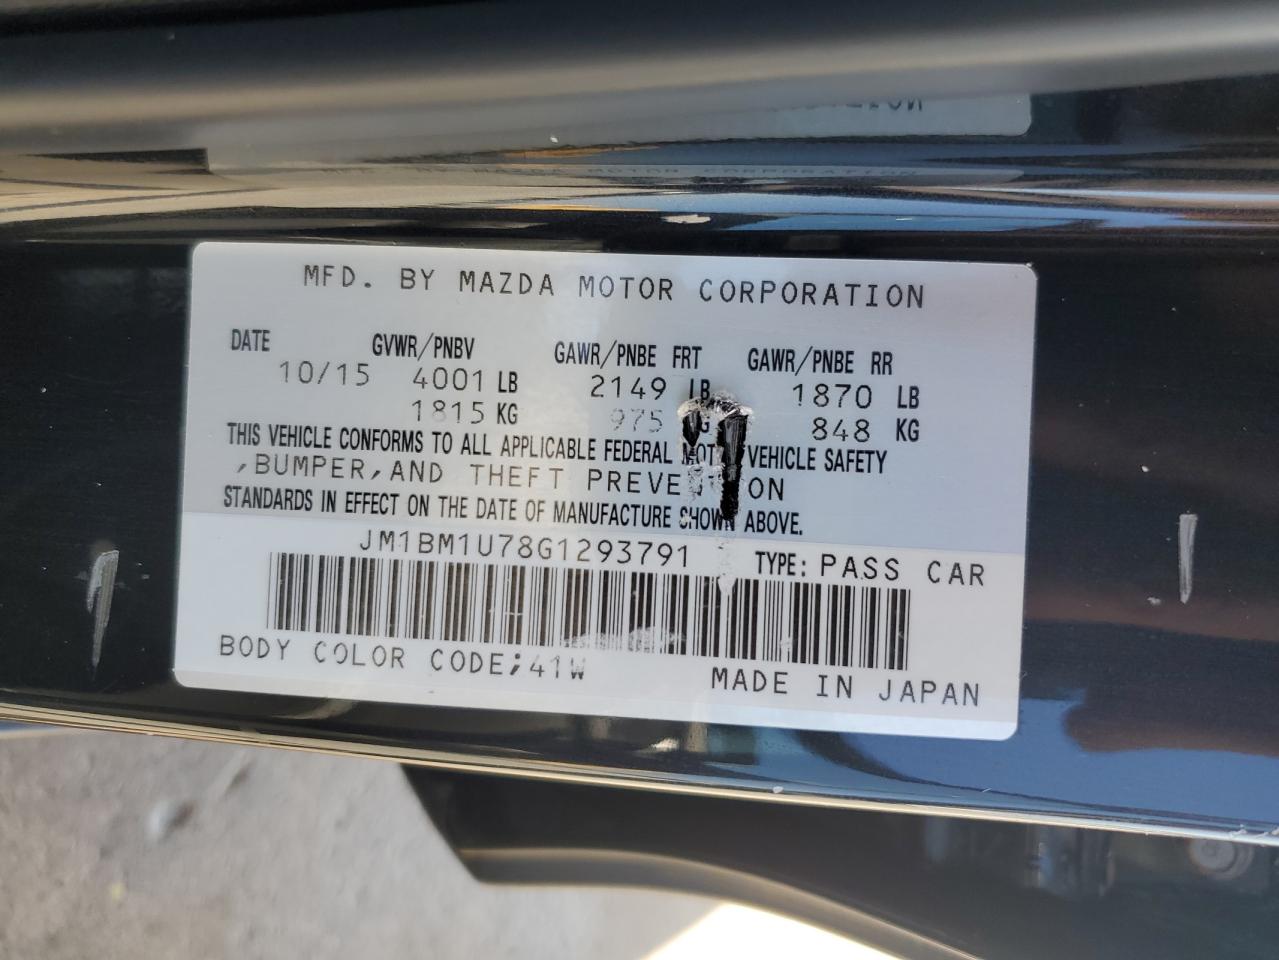 MFD. BY MAZDA MOTOR CORPORATION
DATE GVWR/PNBV GAWR/PNBE FRT GAWR/PNBE RR
10/15 4001 LB 2149 LB 1870 LB
1815 KG 975 848 KG
THIS VEHICLE CONFORMS TO ALL APPLICABLE FEDERAL VEHICLE SAFETY
,BUMPER,AND THEFT
STANDARDS IN EFFECT ON THE DATE OF MANUFACTURE SHOWN ABOVE.
JM1BM1U78G1293791 TYPE: PASS CAR
BODY COLOR CODE;41W MADE IN JAPAN